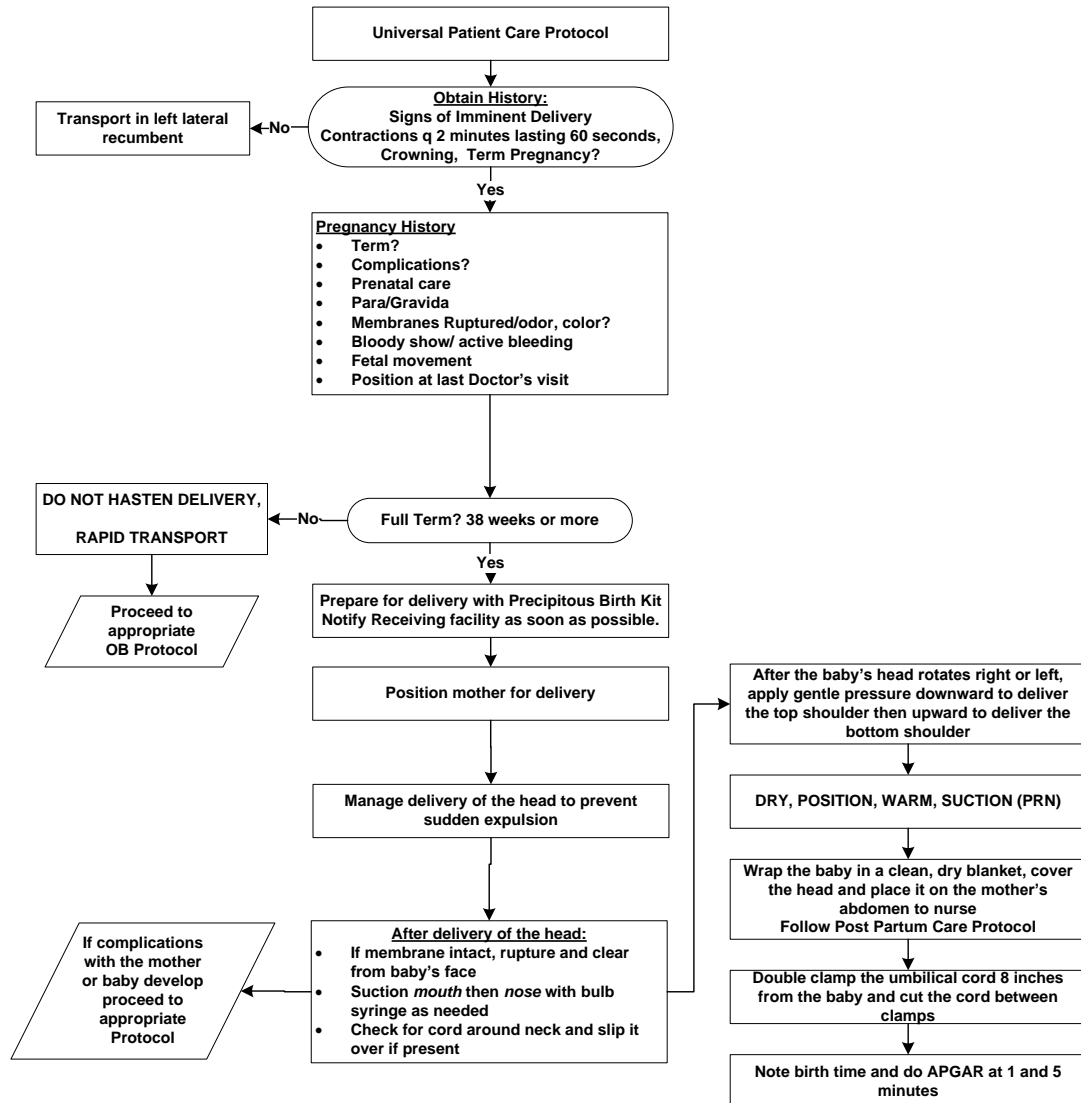 Universal Patient Care Protocol
Obtain History:
Signs of Imminent Delivery
Contractions q 2 minutes lasting 60 seconds,
Crowning, Term Pregnancy?
No
Transport in left lateral
recumbent
Yes
Pregnancy History
• Term?
• Complications?
• Prenatal care
• Para/Gravida
• Membranes Ruptured/odor, color?
• Bloody show/ active bleeding
• Fetal movement
• Position at last Doctor's visit
Full Term? 38 weeks or more
No
DO NOT HASTEN DELIVERY,
RAPID TRANSPORT
Proceed to
appropriate
OB Protocol
Yes
Prepare for delivery with Precipitous Birth Kit
Notify Receiving facility as soon as possible.
Position mother for delivery
Manage delivery of the head to prevent
sudden expulsion
After delivery of the head:
• If membrane intact, rupture and clear
from baby's face
• Suction mouth then nose with bulb
syringe as needed
• Check for cord around neck and slip it
over if present
If complications
with the mother
or baby develop
proceed to
appropriate
Protocol
After the baby's head rotates right or left,
apply gentle pressure downward to deliver
the top shoulder then upward to deliver the
bottom shoulder
DRY, POSITION, WARM, SUCTION (PRN)
Wrap the baby in a clean, dry blanket, cover
the head and place it on the mother's
abdomen to nurse
Follow Post Partum Care Protocol
Double clamp the umbilical cord 8 inches
from the baby and cut the cord between
clamps
Note birth time and do APGAR at 1 and 5
minutes